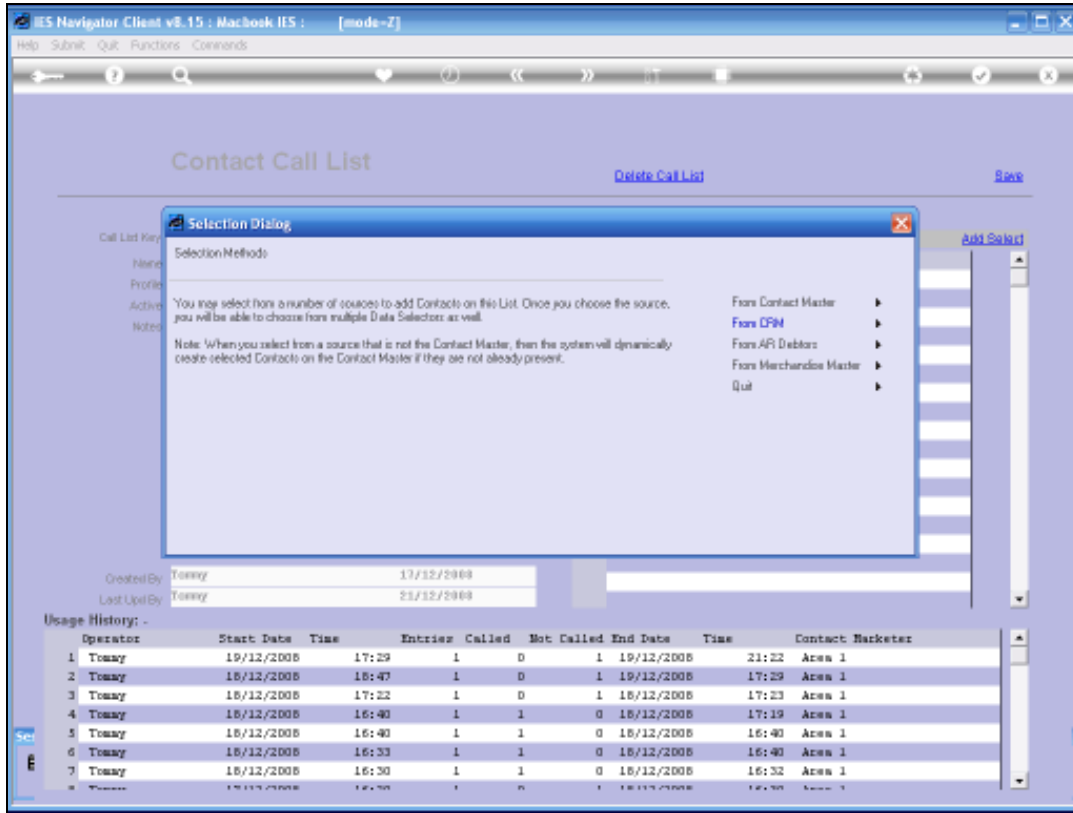 IES Navigator Client v8.15 : Macbook IES : [mode=Z]
Help Submit Quit Functions Commands
Contact Call List
Delete Call List
Save
Selection Dialog
Call List Key
Add Select
Selection Methods
Name
Profile
Active
Notes
You may select from a number of sources to add Contacts on this List. Once you choose the source,
you will be able to choose from multiple Data Selectors as well.
Note: When you select from a source that is not the Contact Master, then the system will dynamically
create selected Contacts on the Contact Master if they are not already present.
From Contact Master
From CRM
From AR Debtors
From Merchandise Master
Quit
Created By Tommy 17/12/2008
Last Upd By Tommy 21/12/2008
Usage History: -
Operator Start Date Time Entries Called Not Called End Date Time Contact Marketer
1 Tommy 19/12/2008 17:29 1 0 1 19/12/2008 21:22 Area 1
2 Tommy 18/12/2008 18:47 1 0 1 19/12/2008 17:29 Area 1
3 Tommy 18/12/2008 17:22 1 0 1 18/12/2008 17:23 Area 1
4 Tommy 18/12/2008 16:40 1 1 0 18/12/2008 17:19 Area 1
5 Tommy 18/12/2008 16:40 1 1 0 18/12/2008 16:40 Area 1
6 Tommy 18/12/2008 16:33 1 1 0 18/12/2008 16:40 Area 1
7 Tommy 18/12/2008 16:30 1 1 0 18/12/2008 16:32 Area 1